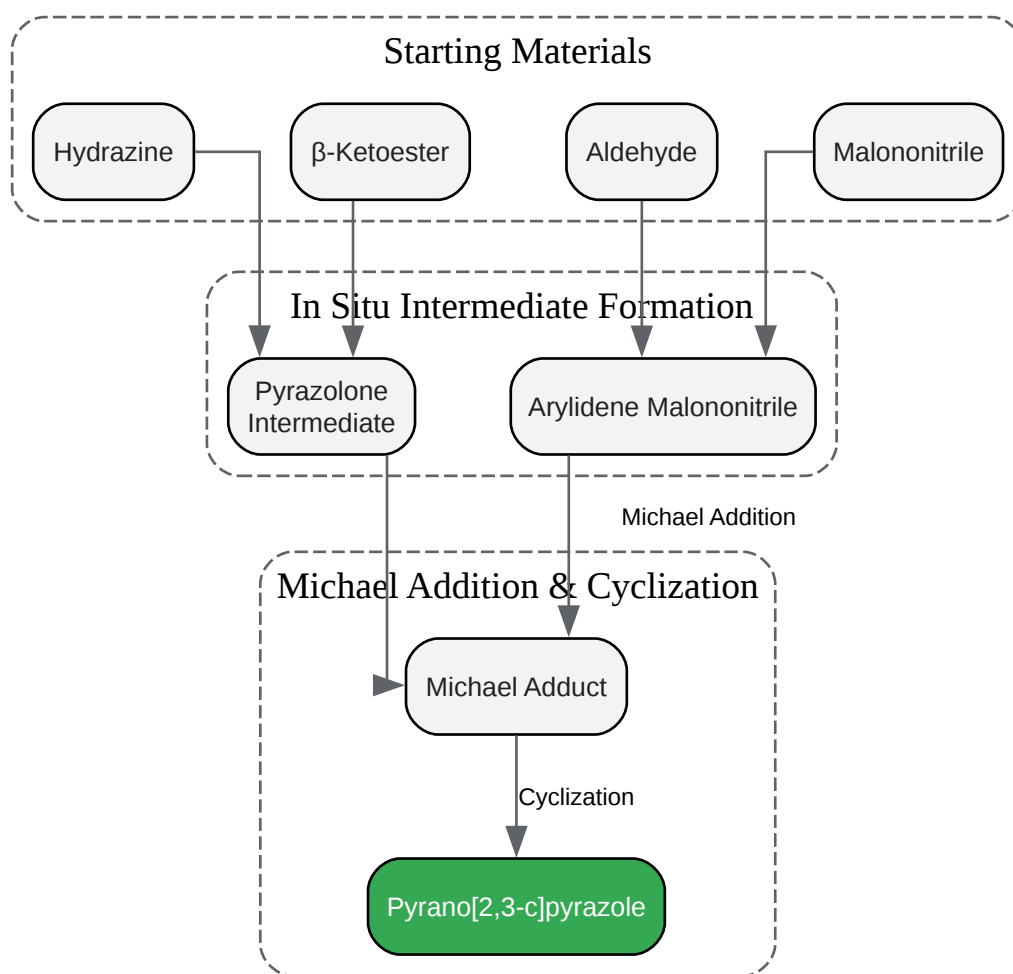 Starting Materials
Hydrazine
β-Ketoester
Aldehyde
Malononitrile
In Situ Intermediate Formation
Pyrazolone
Intermediate
Arylidene Malononitrile
Michael Addition
Michael Addition & Cyclization
Michael Adduct
Cyclization
Pyrano[2,3-c]pyrazole